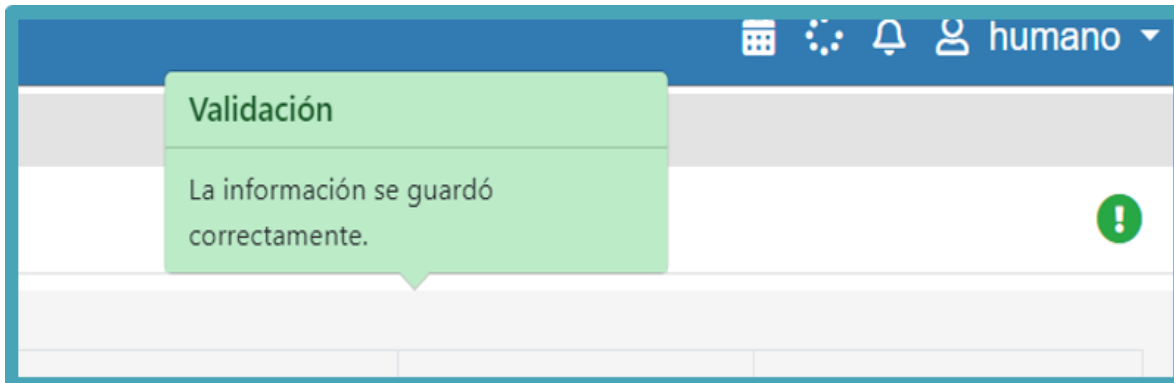 humano
Validación
La información se guardó
correctamente.